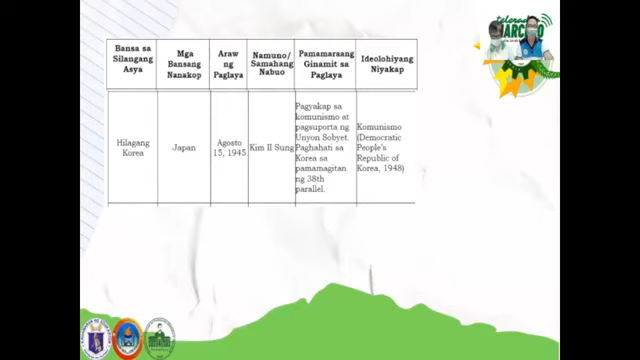 Bansa sa
Silangang
Asya
Mga
Bansang
Nanakop
Araw
ng
Paglaya
Namuno/
Samahang
Nabuo
Pamamaraang
Ginamit sa
Paglaya
Ideolohiyang
Niyakap
Hilagang
Korea
Japan
Agosto
15, 1945
Kim II Sung
Pagyakap sa
komunismo at
pagsuporta ng
Unyon Sobyet.
Paghahati sa
Korea sa
pamamagitan
ng 38th
parallel.
Komunismo
(Democratic
People's
Republic of
Korea, 1948)